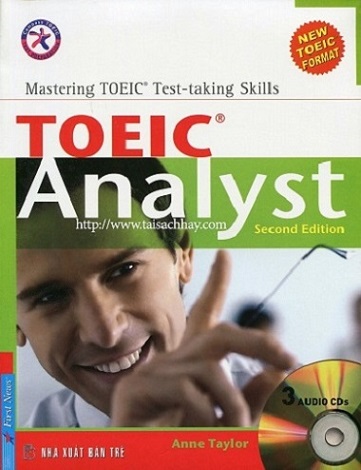 NEW TOEIC FORMAT
Mastering TOEIC® Test-taking Skills
TOEIC®
Analyst
http://www.taisachhay.com
Second Edition
3 AUDIO CDs
Anne Taylor
First News
NHÀ XUẤT BẢN TRẺ